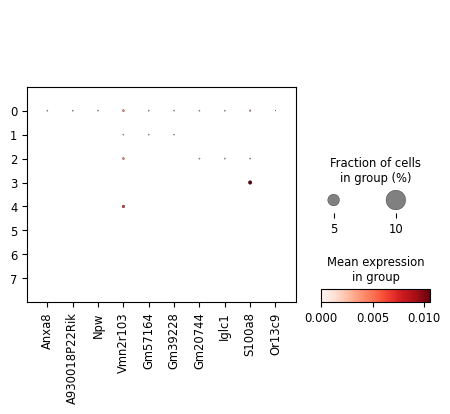 0
1
2
3
4
5
6
7
Anxa8
A930018P22Rik
Npw
Vmn2r103
Gm57164
Gm39228
Gm20744
Iglc1
S100a8
Or13c9
Fraction of cells
in group (%)
5 10
Mean expression
in group
0.000 0.005 0.010